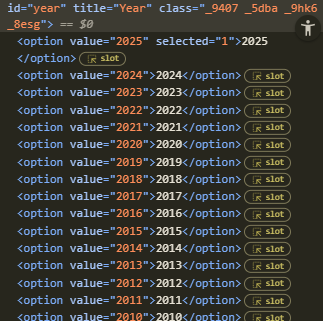 id="year" title="Year" class="_9407 _5dba _9hk6
_8esg"> == $0
<option value="2025" selected="1">2025
</option> slot
<option value="2024">2024</option> slot
<option value="2023">2023</option> slot
<option value="2022">2022</option> slot
<option value="2021">2021</option> slot
<option value="2020">2020</option> slot
<option value="2019">2019</option> slot
<option value="2018">2018</option> slot
<option value="2017">2017</option> slot
<option value="2016">2016</option> slot
<option value="2015">2015</option> slot
<option value="2014">2014</option> slot
<option value="2013">2013</option> slot
<option value="2012">2012</option> slot
<option value="2011">2011</option> slot
<option value="2010">2010</option> slot